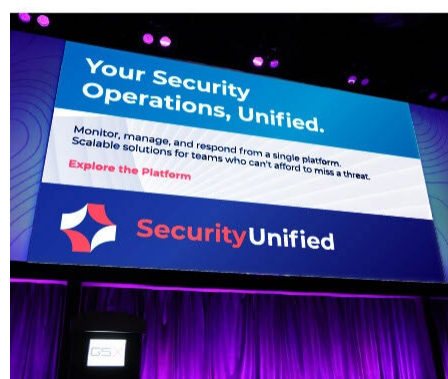 Your Security
Operations, Unified.
Monitor, manage, and respond from a single platform.
Scalable solutions for teams who can't afford to miss a threat.
Explore the Platform
SecurityUnified
GSX